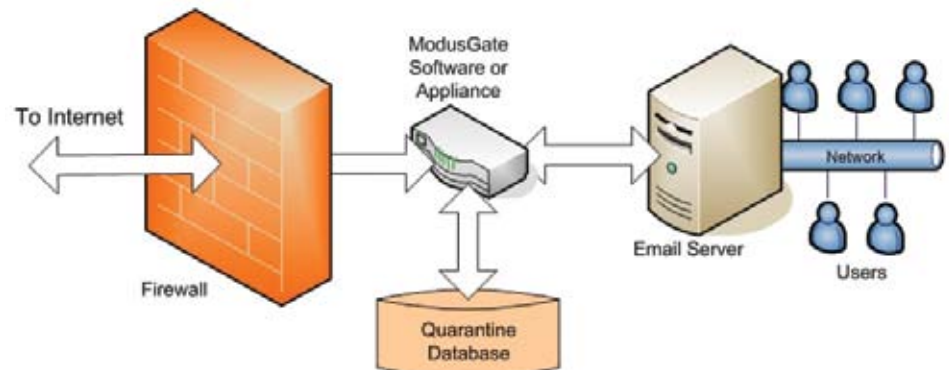 To Internet
Firewall
ModusGate
Software or
Appliance
Quarantine
Database
Email Server
Network
Users